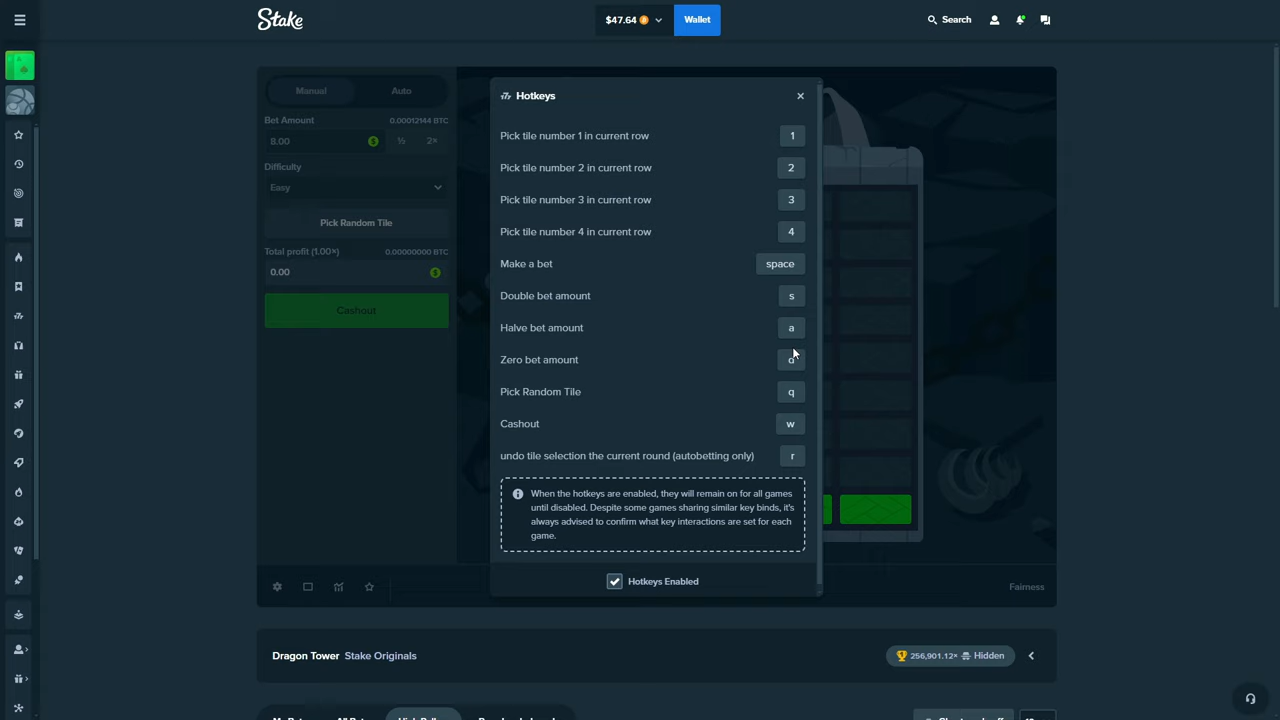 Stake
$47.64
Wallet
Search
Manual
Auto
Bet Amount
0.00012144 BTC
8.00
½
2×
Difficulty
Easy
Pick Random Tile
Total profit (1.00×)
0.00000000 BTC
0.00
Cashout
Hotkeys
Pick tile number 1 in current row
1
Pick tile number 2 in current row
2
Pick tile number 3 in current row
3
Pick tile number 4 in current row
4
Make a bet
space
Double bet amount
s
Halve bet amount
a
Zero bet amount
Pick Random Tile
q
Cashout
w
undo tile selection the current round (autobetting only)
r
When the hotkeys are enabled, they will remain on for all games
until disabled. Despite some games sharing similar key binds, it's
always advised to confirm what key interactions are set for each
game.
Hotkeys Enabled
Fairness
Dragon Tower
Stake Originals
256,901.12×
Hidden